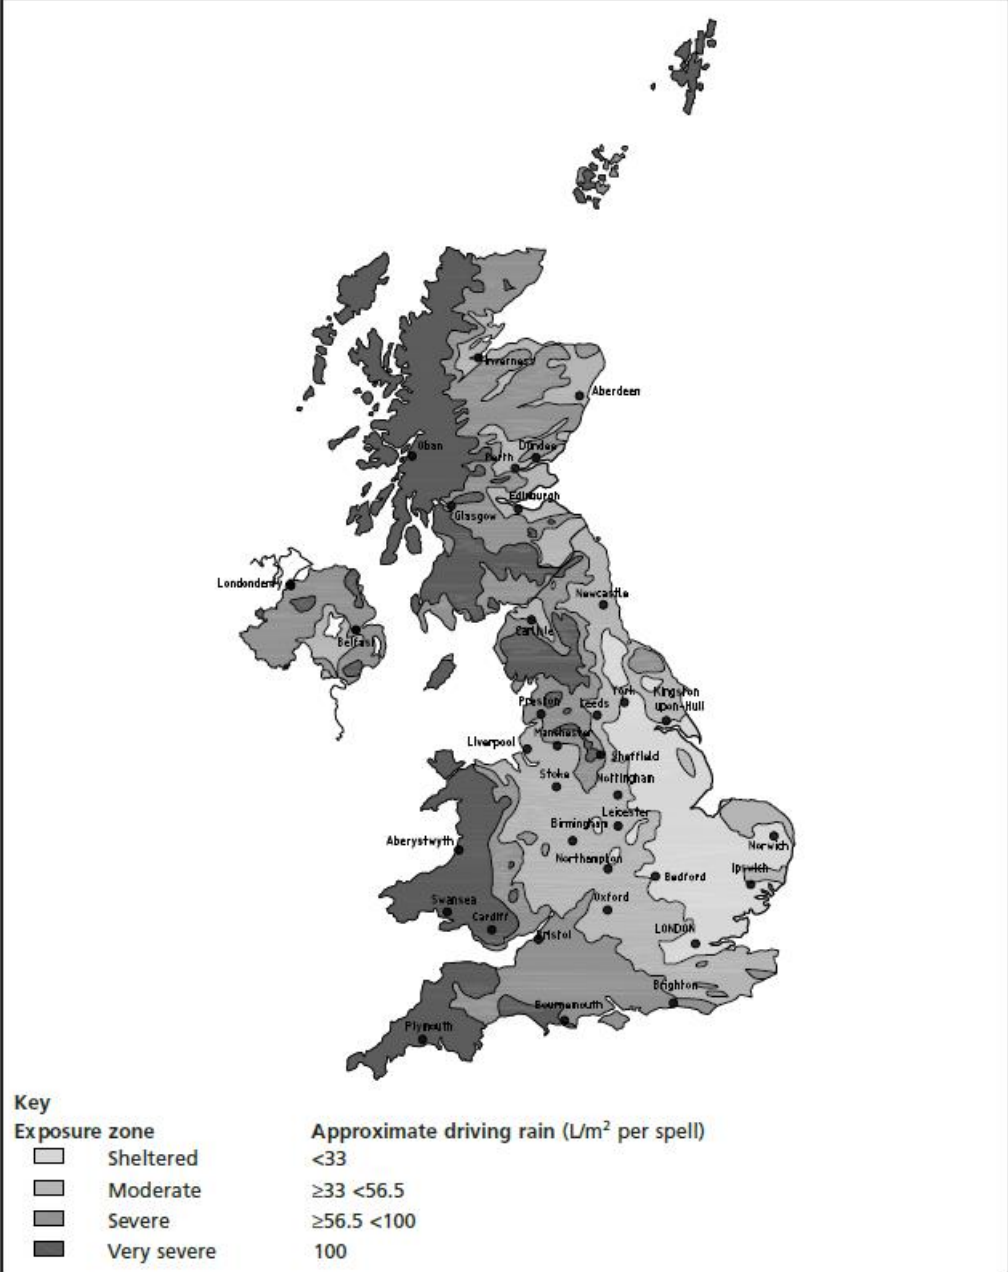 Inverness
Aberdeen
Oban
Dundee
Perth
Edinburgh
Glasgow
Londonderry
Newcastle
Belfast
Carlisle
York
Kingston
upon-Hull
Preston
Leeds
Manchester
Liverpool
Sheffield
Stoke
Nottingham
Leicester
Birmingham
Aberystwyth
Norwich
Northampton
Ipswich
Bedford
Swansea
Oxford
Cardiff
LONDON
Bristol
Brighton
Bournemouth
Plymouth
Key
Exposure zone Approximate driving rain (L/m² per spell)
Sheltered <33
Moderate ≥33 <56.5
Severe ≥56.5 <100
Very severe 100